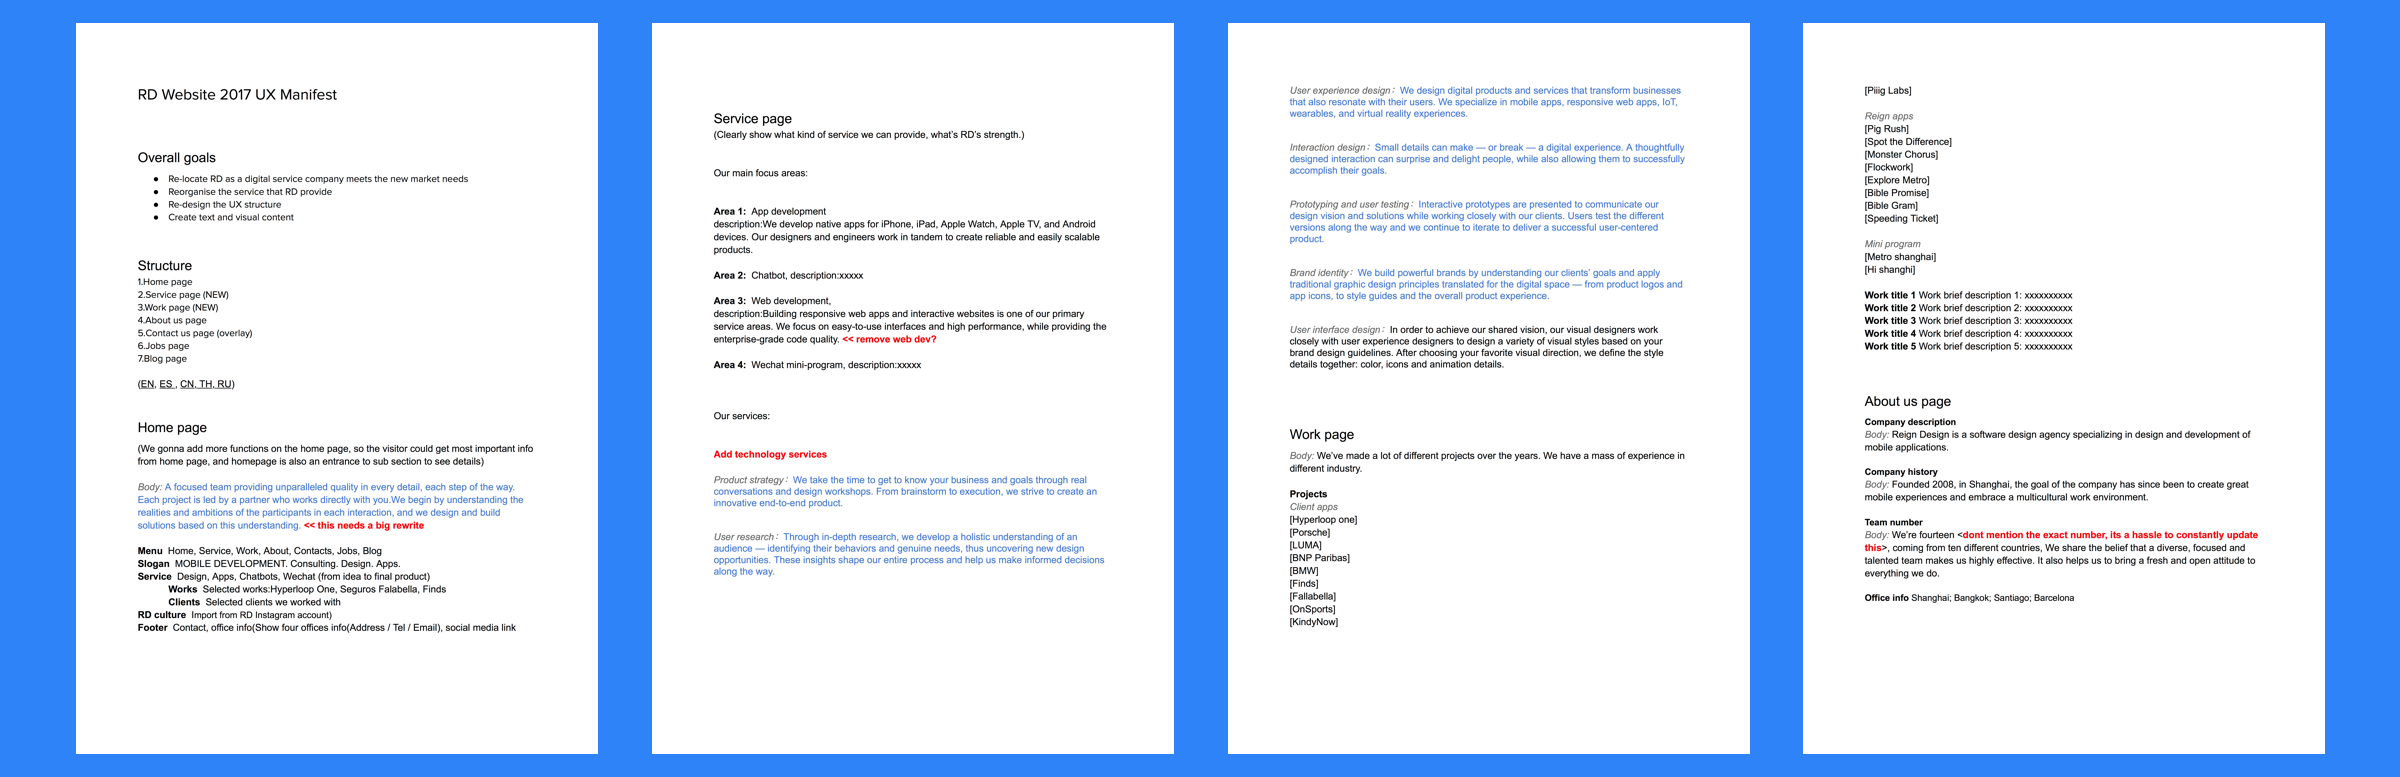 RD Website 2017 UX Manifest
Overall goals
● Re-locate RD as a digital service company meets the new market needs
● Reorganise the service that RD provide
● Re-design the UX structure
● Create text and visual content
Structure
1.Home page
2.Service page (NEW)
3.Work page (NEW)
4.About us page
5.Contact us page (overlay)
6.Jobs page
7.Blog page
(EN, ES , CN, TH, RU)
Home page
(We gonna add more functions on the home page, so the visitor could get most important info
from home page, and homepage is also an entrance to sub section to see details)
Body: A focused team providing unparalleled quality in every detail, each step of the way.
Each project is led by a partner who works directly with you.We begin by understanding the
realities and ambitions of the participants in each interaction, and we design and build
solutions based on this understanding. << this needs a big rewrite
Menu Home, Service, Work, About, Contacts, Jobs, Blog
Slogan MOBILE DEVELOPMENT. Consulting. Design. Apps.
Service Design, Apps, Chatbots, Wechat (from idea to final product)
Works Selected works:Hyperloop One, Seguros Falabella, Finds
Clients Selected clients we worked with
RD culture Import from RD Instagram account)
Footer Contact, office info(Show four offices info(Address / Tel / Email), social media link
Service page
(Clearly show what kind of service we can provide, what's RD's strength.)
Our main focus areas:
Area 1: App development
description:We develop native apps for iPhone, iPad, Apple Watch, Apple TV, and Android
devices. Our designers and engineers work in tandem to create reliable and easily scalable
products.
Area 2: Chatbot, description:xxxxx
Area 3: Web development,
description:Building responsive web apps and interactive websites is one of our primary
service areas. We focus on easy-to-use interfaces and high performance, while providing the
enterprise-grade code quality. << remove web dev?
Area 4: Wechat mini-program, description:xxxxx
Our services:
Add technology services
Product strategy： We take the time to get to know your business and goals through real
conversations and design workshops. From brainstorm to execution, we strive to create an
innovative end-to-end product.
User research： Through in-depth research, we develop a holistic understanding of an
audience — identifying their behaviors and genuine needs, thus uncovering new design
opportunities. These insights shape our entire process and help us make informed decisions
along the way.
User experience design： We design digital products and services that transform businesses
that also resonate with their users. We specialize in mobile apps, responsive web apps, IoT,
wearables, and virtual reality experiences.
Interaction design： Small details can make — or break — a digital experience. A thoughtfully
designed interaction can surprise and delight people, while also allowing them to successfully
accomplish their goals.
Prototyping and user testing： Interactive prototypes are presented to communicate our
design vision and solutions while working closely with our clients. Users test the different
versions along the way and we continue to iterate to deliver a successful user-centered
product.
Brand identity： We build powerful brands by understanding our clients' goals and apply
traditional graphic design principles translated for the digital space — from product logos and
app icons, to style guides and the overall product experience.
User interface design： In order to achieve our shared vision, our visual designers work
closely with user experience designers to design a variety of visual styles based on your
brand design guidelines. After choosing your favorite visual direction, we define the style
details together: color, icons and animation details.
Work page
Body: We've made a lot of different projects over the years. We have a mass of experience in
different industry.
Projects
Client apps
[Hyperloop one]
[Porsche]
[LUMA]
[BNP Paribas]
[BMW]
[Finds]
[Fallabella]
[OnSports]
[KindyNow]
[Piiig Labs]
Reign apps
[Pig Rush]
[Spot the Difference]
[Monster Chorus]
[Flockwork]
[Explore Metro]
[Bible Promise]
[Bible Gram]
[Speeding Ticket]
Mini program
[Metro shanghai]
[Hi shanghi]
Work title 1 Work brief description 1: xxxxxxxxxx
Work title 2 Work brief description 2: xxxxxxxxxx
Work title 3 Work brief description 3: xxxxxxxxxx
Work title 4 Work brief description 4: xxxxxxxxxx
Work title 5 Work brief description 5: xxxxxxxxxx
About us page
Company description
Body: Reign Design is a software design agency specializing in design and development of
mobile applications.
Company history
Body: Founded 2008, in Shanghai, the goal of the company has since been to create great
mobile experiences and embrace a multicultural work environment.
Team number
Body: We're fourteen <dont mention the exact number, its a hassle to constantly update
this>, coming from ten different countries, We share the belief that a diverse, focused and
talented team makes us highly effective. It also helps us to bring a fresh and open attitude to
everything we do.
Office info Shanghai; Bangkok; Santiago; Barcelona